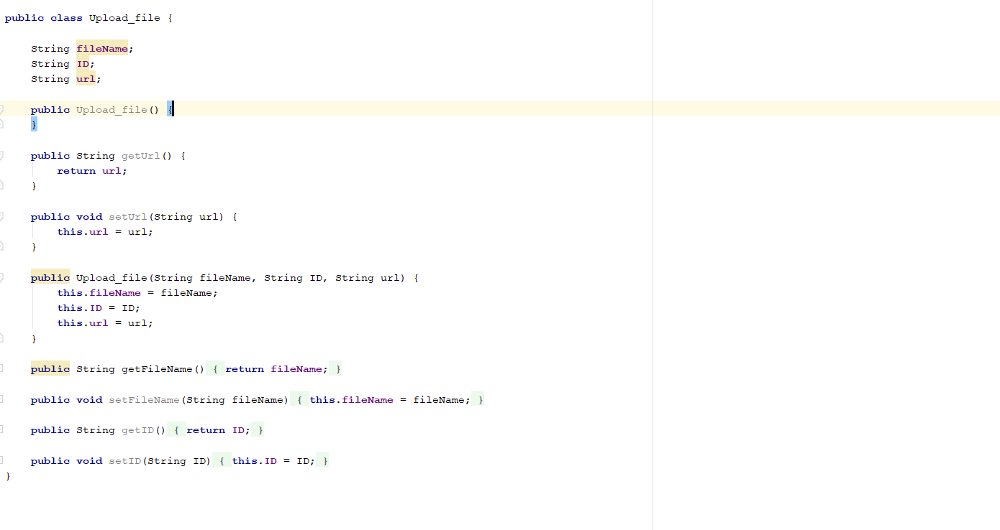 public class Upload_file {
String fileName;
String ID;
String url;
public Upload_file() {
}
public String getUrl() {
return url;
}
public void setUrl(String url) {
this.url = url;
}
public Upload_file(String fileName, String ID, String url) {
this.fileName = fileName;
this.ID = ID;
this.url = url;
}
public String getFileName() { return fileName; }
public void setFileName(String fileName) { this.fileName = fileName; }
public String getID() { return ID; }
public void setID(String ID) { this.ID = ID; }
}